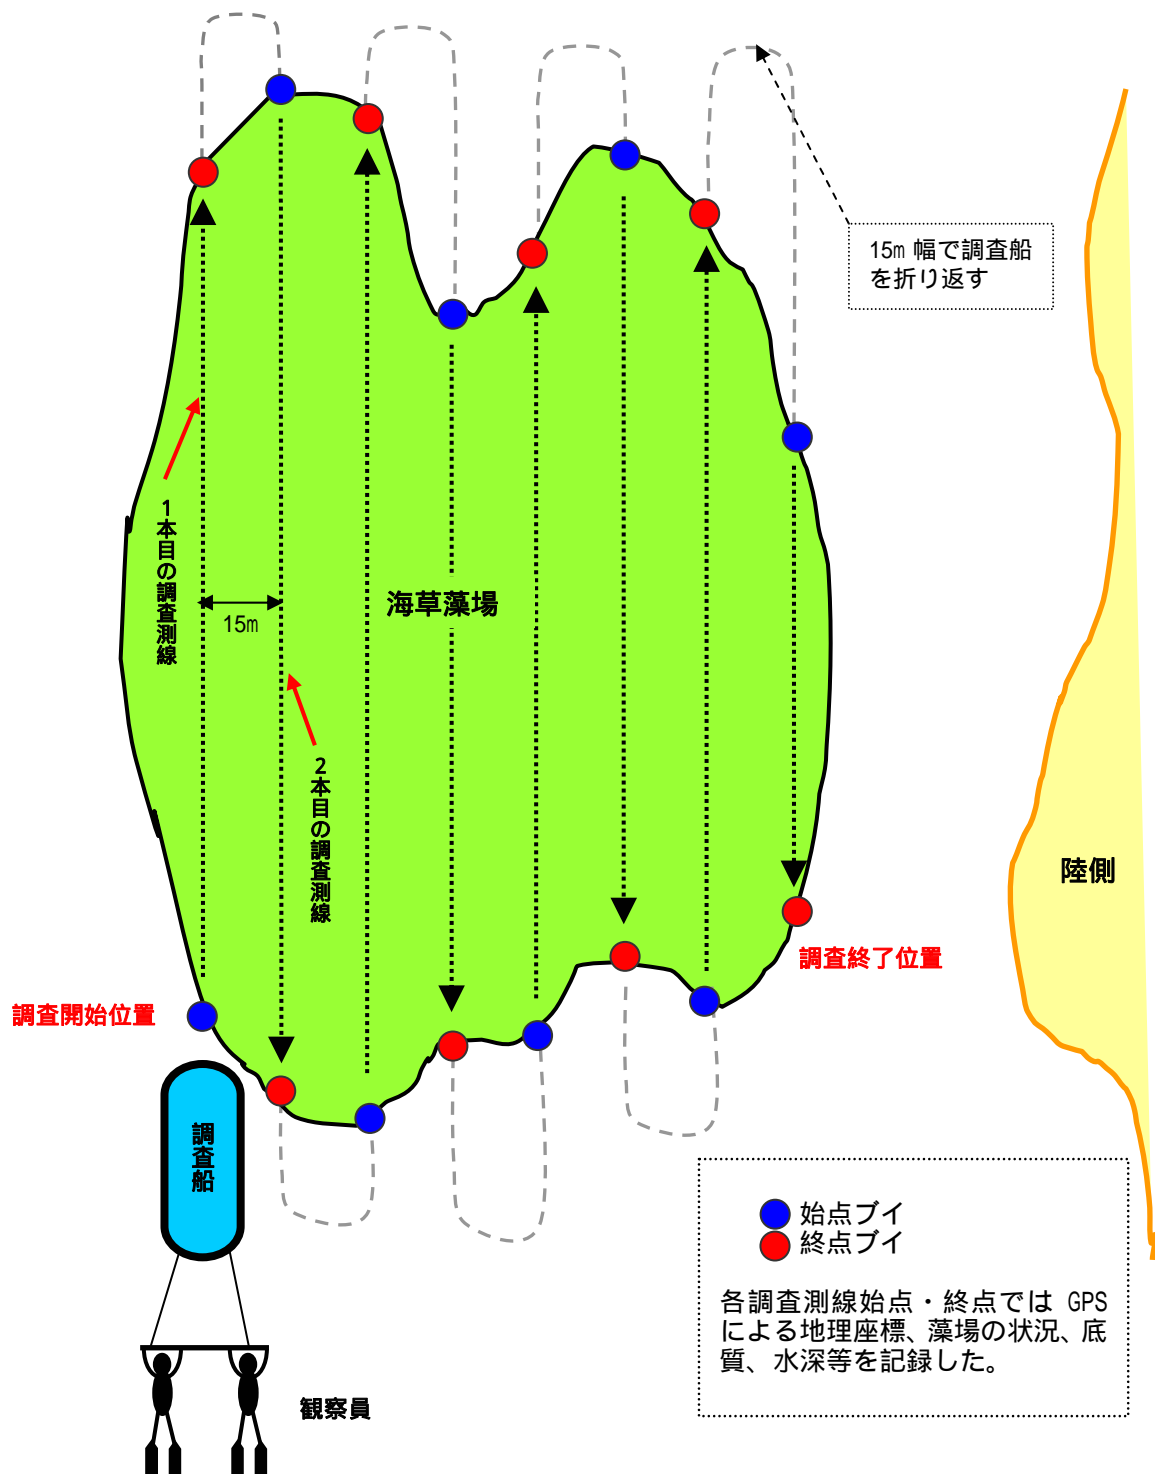 15m 幅で調査船
を折り返す
1本目の調査測線
海草藻場
15m
2本目の調査測線
陸側
調査終了位置
調査開始位置
調査船
始点ブイ
終点ブイ
各調査測線始点・終点では GPS
による地理座標、藻場の状況、底
質、水深等を記録した。
観察員